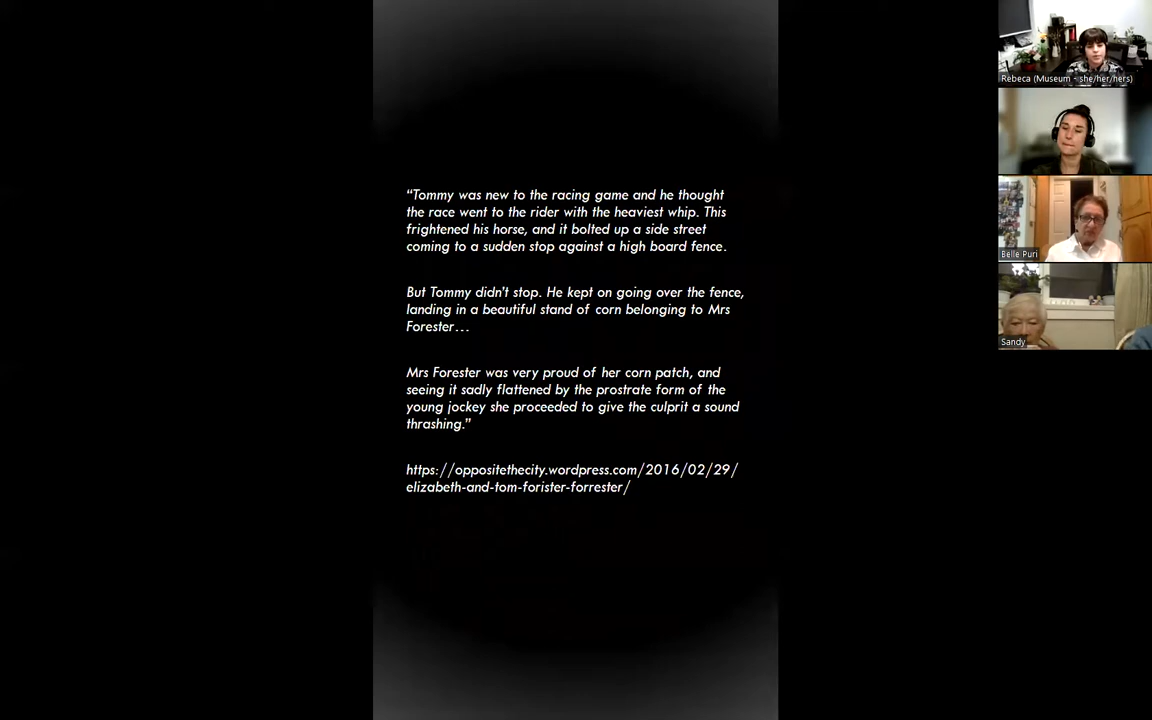 “Tommy was new to the racing game and he thought
the race went to the rider with the heaviest whip. This
frightened his horse, and it bolted up a side street
coming to a sudden stop against a high board fence.
But Tommy didn’t stop. He kept on going over the fence,
landing in a beautiful stand of corn belonging to Mrs
Forester…
Mrs Forester was very proud of her corn patch, and
seeing it sadly flattened by the prostrate form of the
young jockey she proceeded to give the culprit a sound
thrashing.”
https://oppositethecity.wordpress.com/2016/02/29/
elizabeth-and-tom-forister-forrester/
Rebeca (Museum - she/her/hers)
Belle Puri
Sandy